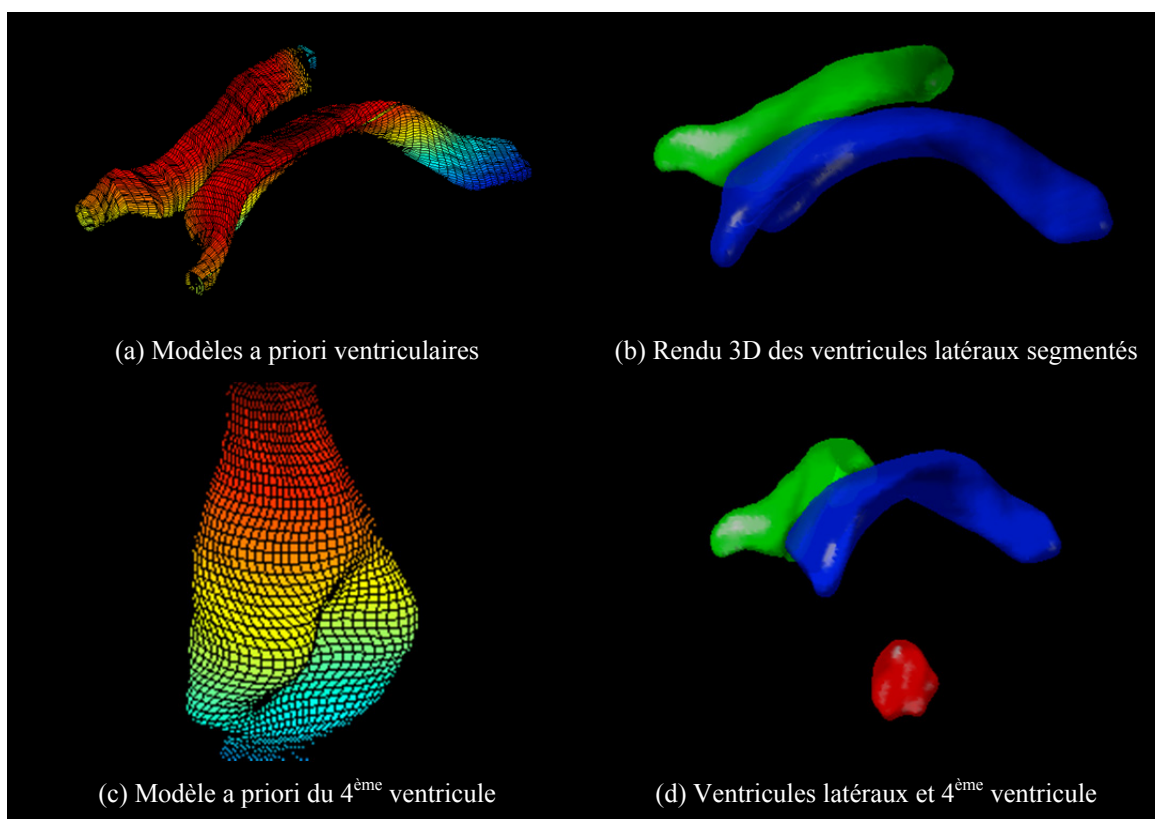 (a) Modèles a priori ventriculaires
(b) Rendu 3D des ventricules latéraux segmentés
(c) Modèle a priori du 4ème ventricule
(d) Ventricules latéraux et 4ème ventricule